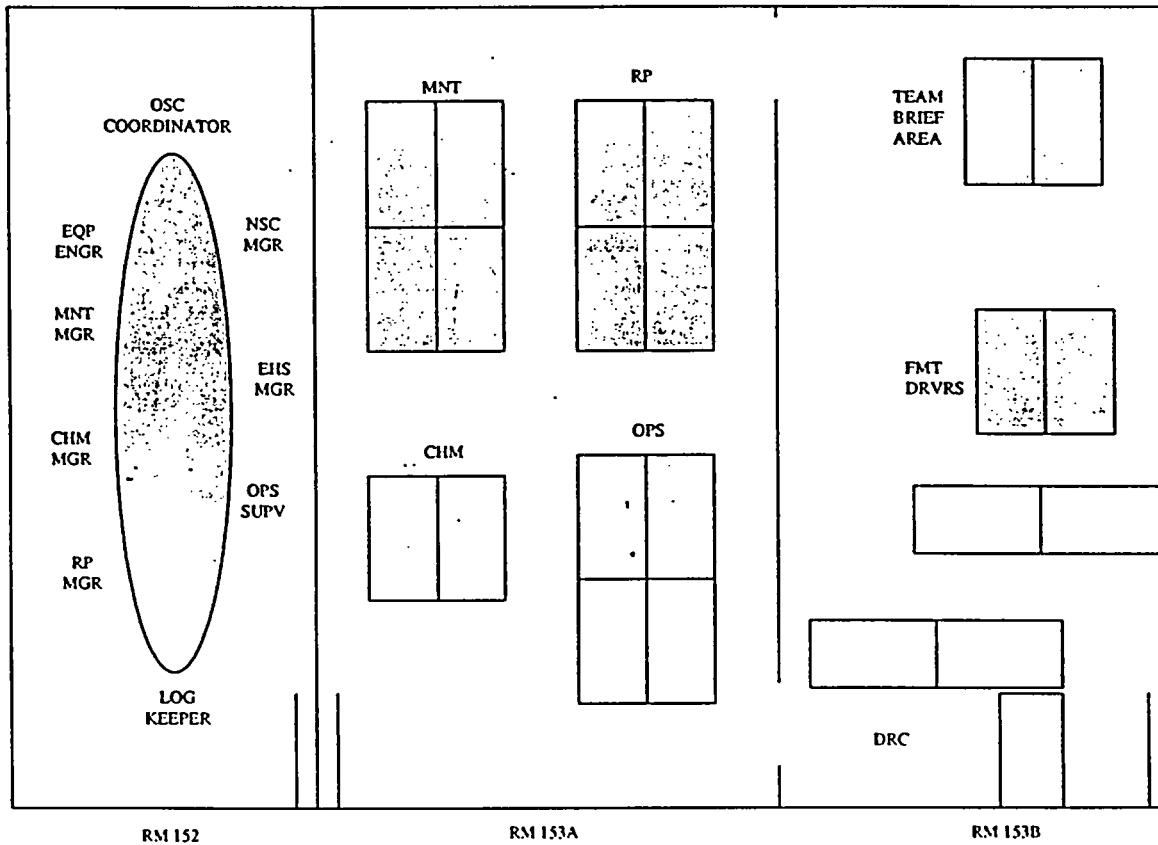 OSC
COORDINATOR
EQP
ENGR
NSC
MGR
MNT
MGR
EHS
MGR
CHM
MGR
OPS
SUPV
RP
MGR
LOG
KEEPER
RM 152
MNT
RP
CHM
OPS
RM 153A
TEAM
BRIEF
AREA
FMT
DRVRS
DRC
RM 153B